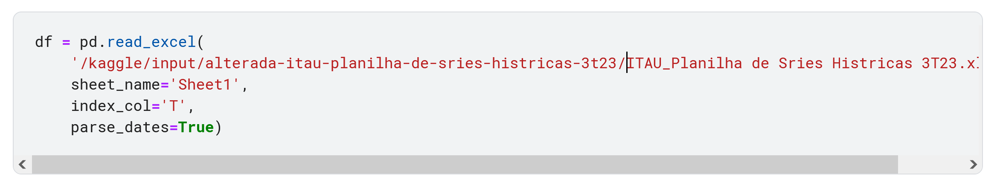 df = pd.read_excel(
    '/kaggle/input/alterada-itau-planilha-de-sries-histricas-3t23/ITAU_Planilha de Sries Histricas 3T23.xl
    sheet_name='Sheet1',
    index_col='T',
    parse_dates=True)